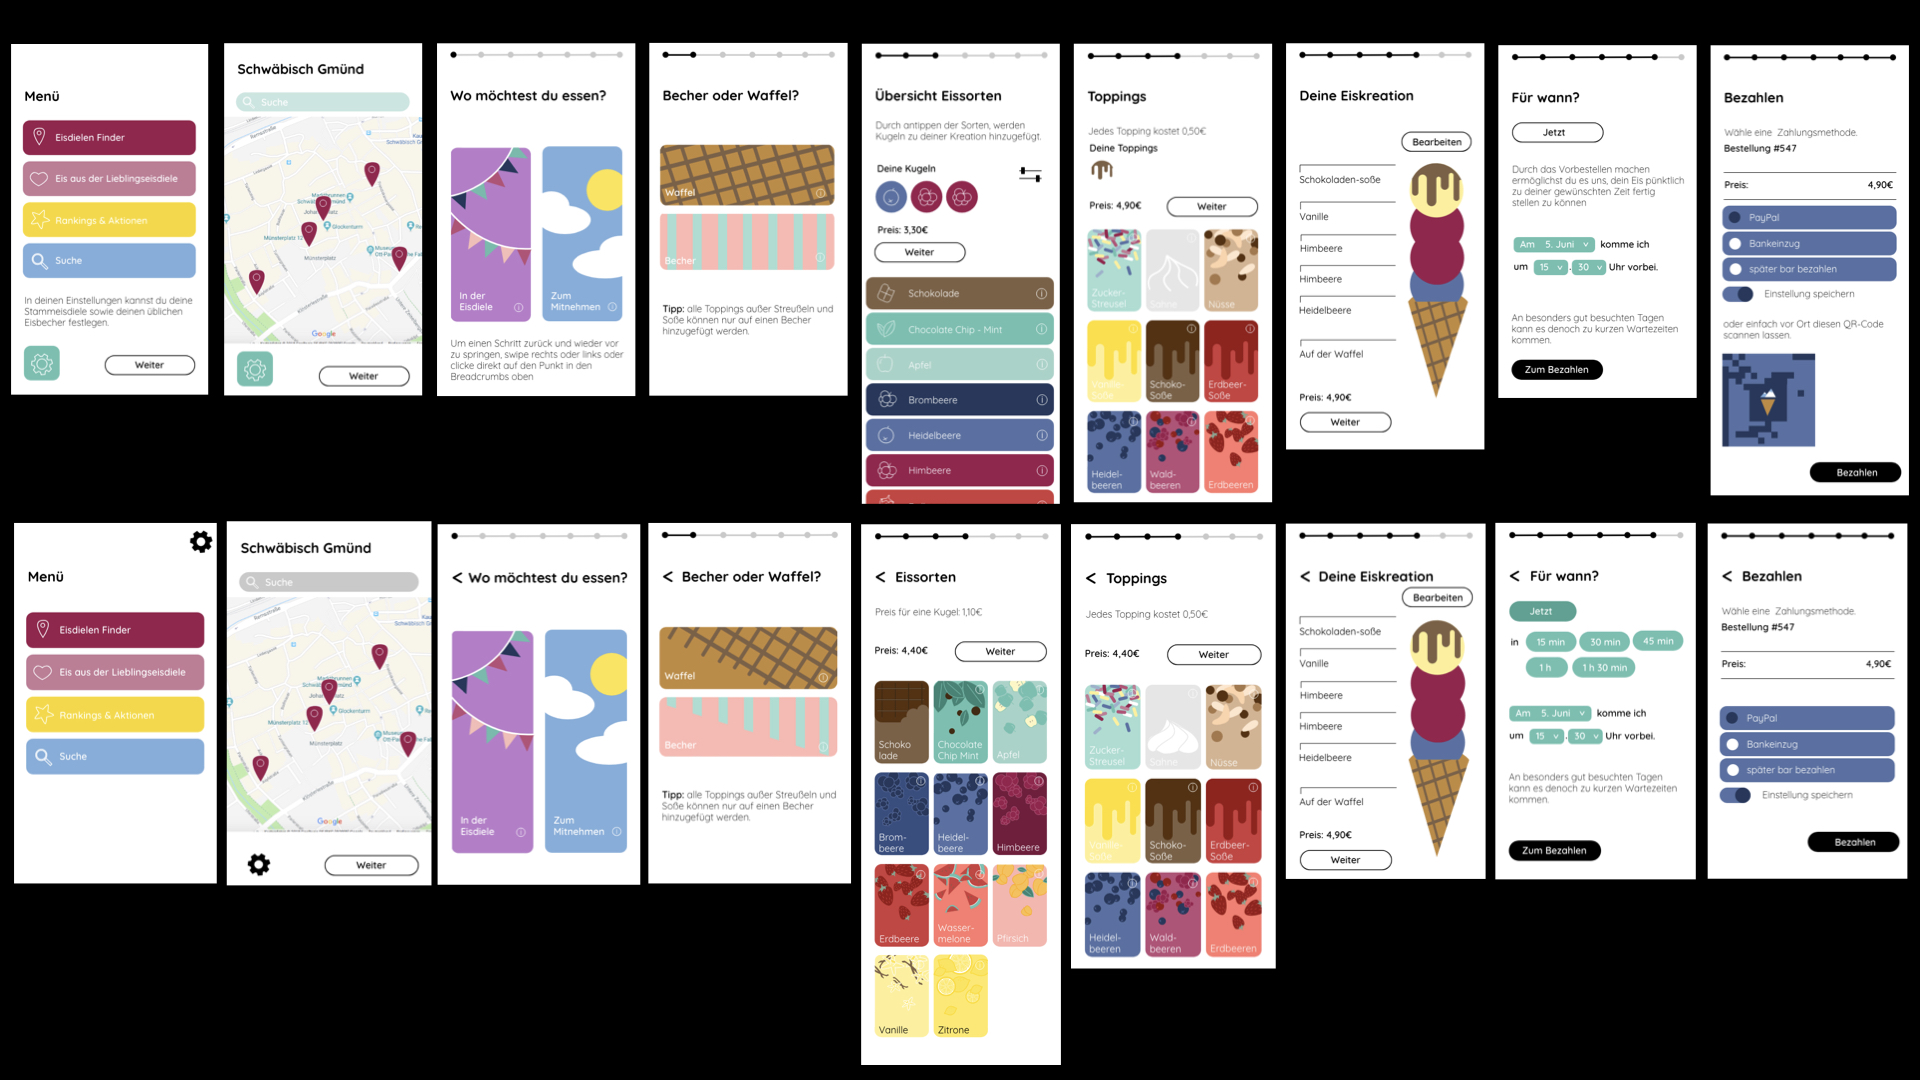 Menü
Eisdielen Finder
Eis aus der Lieblingseisdiele
Rankings & Aktionen
Suche
In deinen Einstellungen kannst du deine
Stammeisdiele sowie deinen üblichen
Eisbecher festlegen.
Weiter
Schwäbisch Gmünd
Suche
Münsterplatz 12
Glockenturm
Münsterplatz
Google
Weiter
Wo möchtest du essen?
In der
Eisdiele
Zum
Mitnehmen
Um einen Schritt zurück und wieder vor
zu springen, swipe rechts oder links oder
clicke direkt auf den Punkt in den
Breadcrumbs oben
Becher oder Waffel?
Waffel
Becher
Tipp: alle Toppings außer Streußeln und
Soße können nur auf einen Becher
hinzugefügt werden.
Übersicht Eissorten
Durch antippen der Sorten, werden
Kugeln zu deiner Kreation hinzugefügt.
Deine Kugeln
Preis: 3,30€
Weiter
Schokolade
Chocolate Chip - Mint
Apfel
Brombeere
Heidelbeere
Himbeere
Toppings
Jedes Topping kostet 0,50€
Deine Toppings
Preis: 4,90€
Weiter
Zucker-
Streusel
Sahne
Nüsse
Vanille-
Soße
Schoko-
Soße
Erdbeer-
Soße
Heidel-
beeren
Wald-
beeren
Erdbeeren
Deine Eiskreation
Bearbeiten
Schokoladen-soße
Vanille
Himbeere
Himbeere
Heidelbeere
Auf der Waffel
Preis: 4,90€
Weiter
Für wann?
Jetzt
Durch das Vorbestellen machen
ermöglichst du es uns, dein Eis pünktlich
zu deiner gewünschten Zeit fertig
stellen zu können
Am 5. Juni komme ich
um 15 : 30 Uhr vorbei.
An besonders gut besuchten Tagen
kann es denoch zu kurzen Wartezeiten
kommen.
Zum Bezahlen
Bezahlen
Wähle eine Zahlungsmethode.
Bestellung #547
Preis: 4,90€
PayPal
Bankeinzug
später bar bezahlen
Einstellung speichern
oder einfach vor Ort diesen QR-Code
scannen lassen.
Bezahlen
Menü
Eisdielen Finder
Eis aus der Lieblingseisdiele
Rankings & Aktionen
Suche
Schwäbisch Gmünd
Suche
Münsterplatz 12
Glockenturm
Münsterplatz
Google
Weiter
< Wo möchtest du essen?
In der
Eisdiele
Zum
Mitnehmen
< Becher oder Waffel?
Waffel
Becher
Tipp: alle Toppings außer Streußeln und
Soße können nur auf einen Becher
hinzugefügt werden.
< Eissorten
Preis für eine Kugel: 1,10€
Preis: 4,40€
Weiter
Schoko
lade
Chocolate
Chip Mint
Apfel
Brom-
beere
Heidel-
beere
Himbeere
Erdbeere
Wasser-
melone
Pfirsich
Vanille
Zitrone
< Toppings
Jedes Topping kostet 0,50€
Preis: 4,40€
Weiter
Zucker-
Streusel
Sahne
Nüsse
Vanille-
Soße
Schoko-
Soße
Erdbeer-
Soße
Heidel-
beeren
Wald-
beeren
Erdbeeren
< Deine Eiskreation
Bearbeiten
Schokoladen-soße
Vanille
Himbeere
Himbeere
Heidelbeere
Auf der Waffel
Preis: 4,90€
Weiter
< Für wann?
Jetzt
in 15 min 30 min 45 min
1 h 1 h 30 min
Am 5. Juni komme ich
um 15 : 30 Uhr vorbei.
An besonders gut besuchten Tagen
kann es denoch zu kurzen Wartezeiten
kommen.
Zum Bezahlen
< Bezahlen
Wähle eine Zahlungsmethode.
Bestellung #547
Preis: 4,90€
PayPal
Bankeinzug
später bar bezahlen
Einstellung speichern
Bezahlen